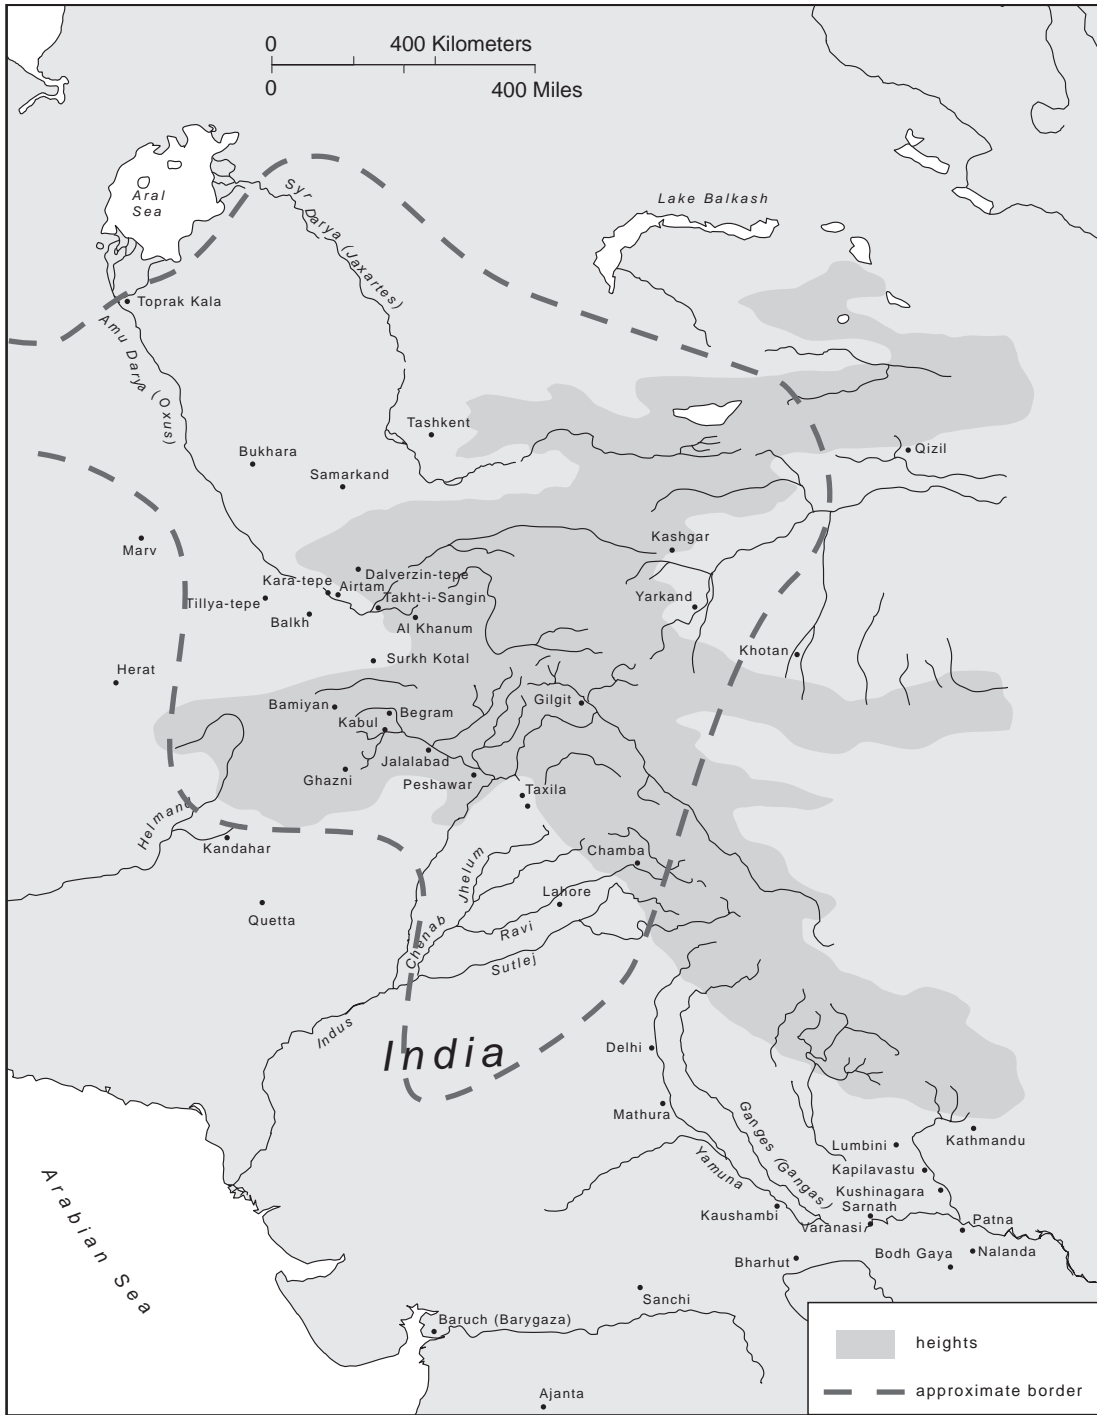 0 400 Kilometers
0 400 Miles
Aral
Sea
Syr Darya (Jaxartes)
Lake Balkash
Toprak Kala
Amu Darya (Oxus)
Tashkent
Bukhara
Qizil
Samarkand
Marv
Kashgar
Dalverzin-tepe
Kara-tepe
Airtam
Tillya-tepe
Takht-i-Sangin
Yarkand
Balkh
Al Khanum
Khotan
Surkh Kotal
Herat
Bamiyan
Begram
Gilgit
Kabul
Jalalabad
Ghazni
Peshawar
Taxila
Helmand
Kandahar
Chamba
Jhelum
Lahore
Quetta
Chenab
Ravi
Sutlej
Indus
India
Delhi
Mathura
Ganges (Gangas)
Kathmandu
Lumbini
Yamuna
Kapilavastu
Kushinagara
Sarnath
Kaushambi
Varanasi
Patna
Arabian Sea
Bharhut
Bodh Gaya
Nalanda
Sanchi
Baruch (Barygaza)
Ajanta
heights
approximate border